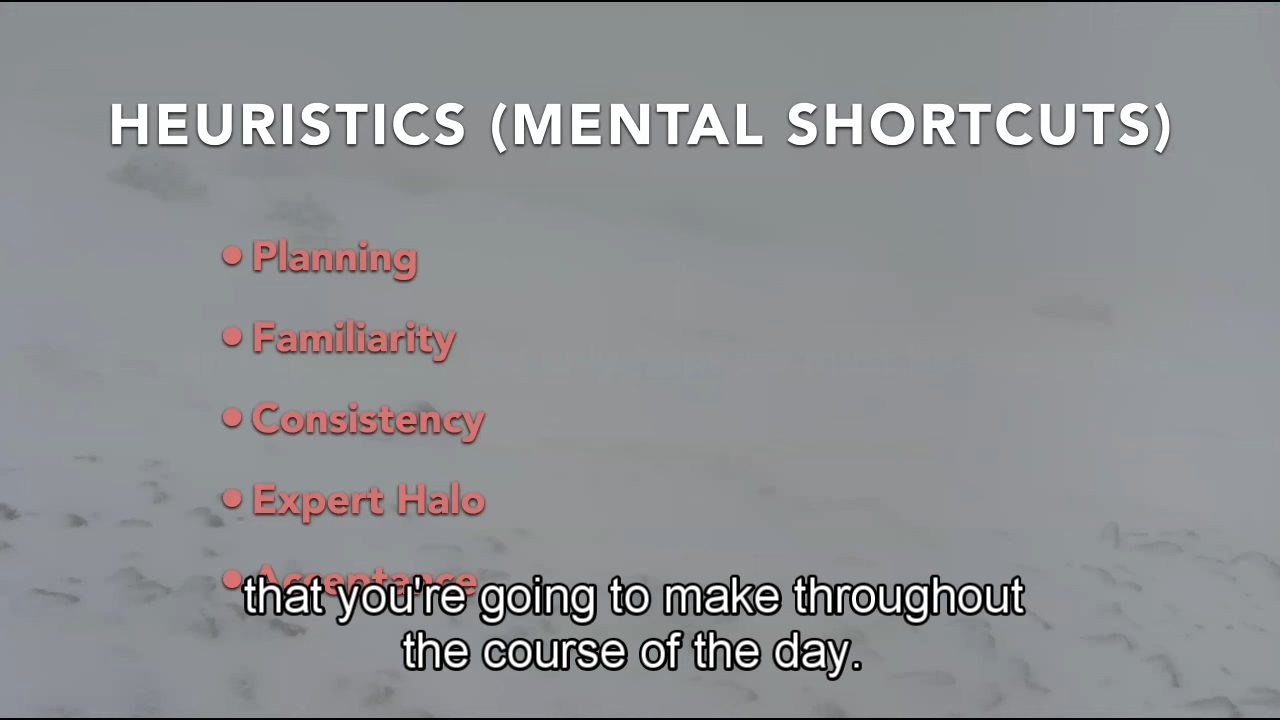 HEURISTICS (MENTAL SHORTCUTS)
• Planning
• Familiarity
• Consistency
• Expert Halo
• Acceptance
that you're going to make throughout
the course of the day.